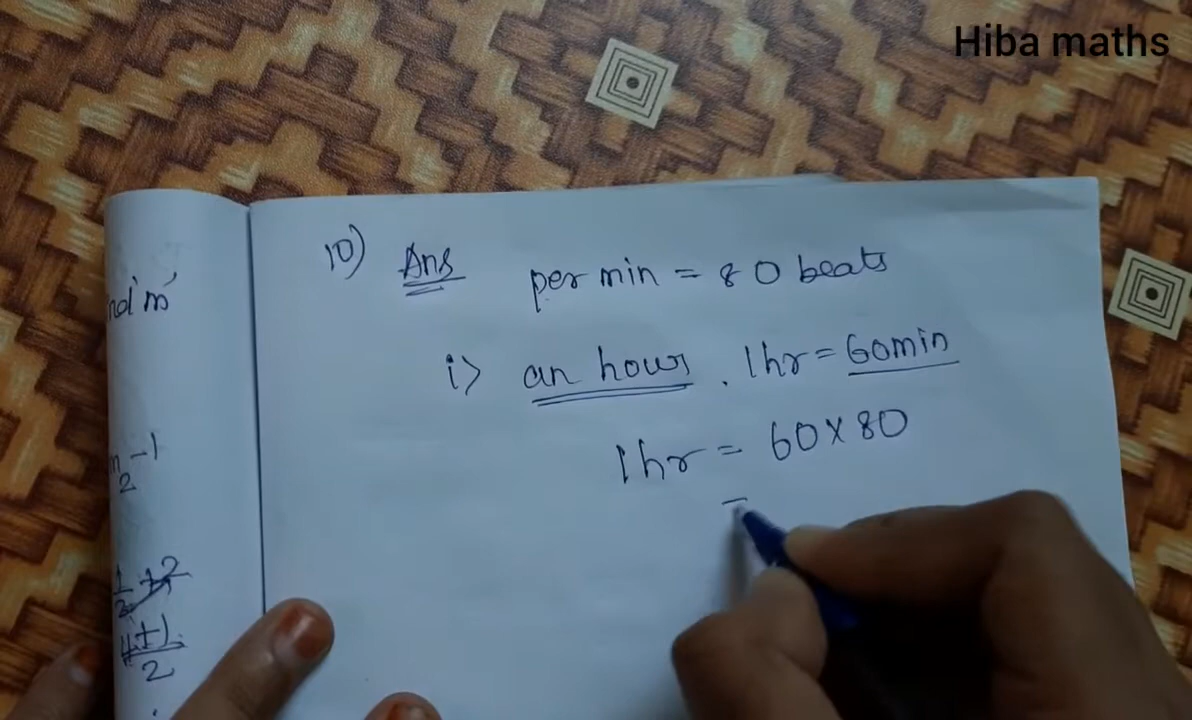 Hiba maths
10) Ans per min = 80 beats
i> an hour . 1hr = 60min
1hr = 60 x 80
=